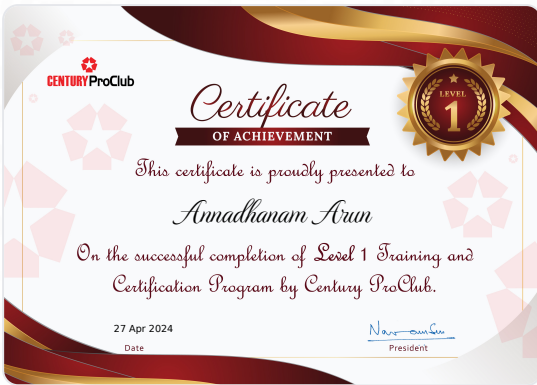 CENTURY ProClub
Certificate
OF ACHIEVEMENT
LEVEL
1
This certificate is proudly presented to
Annadhanam Arun
On the successful completion of Level 1 Training and
Certification Program by Century ProClub.
27 Apr 2024
Date
President